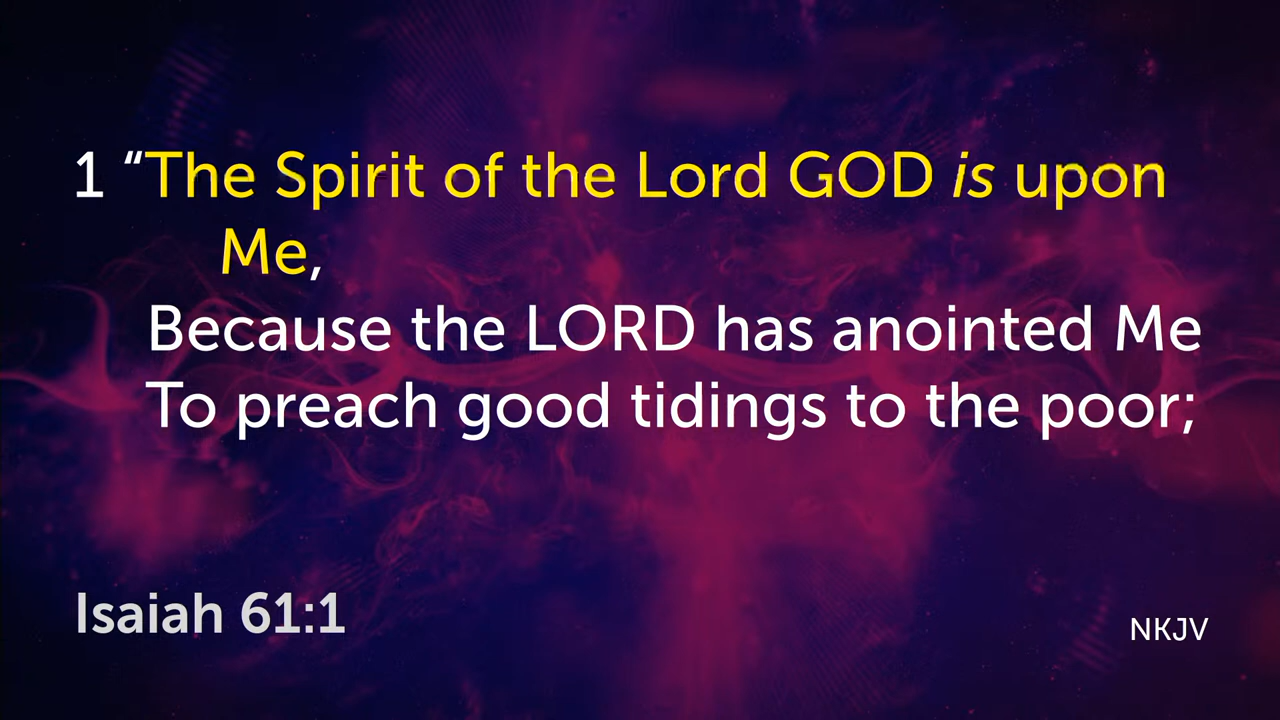 1 “The Spirit of the Lord GOD is upon
Me,
Because the LORD has anointed Me
To preach good tidings to the poor;
Isaiah 61:1
NKJV